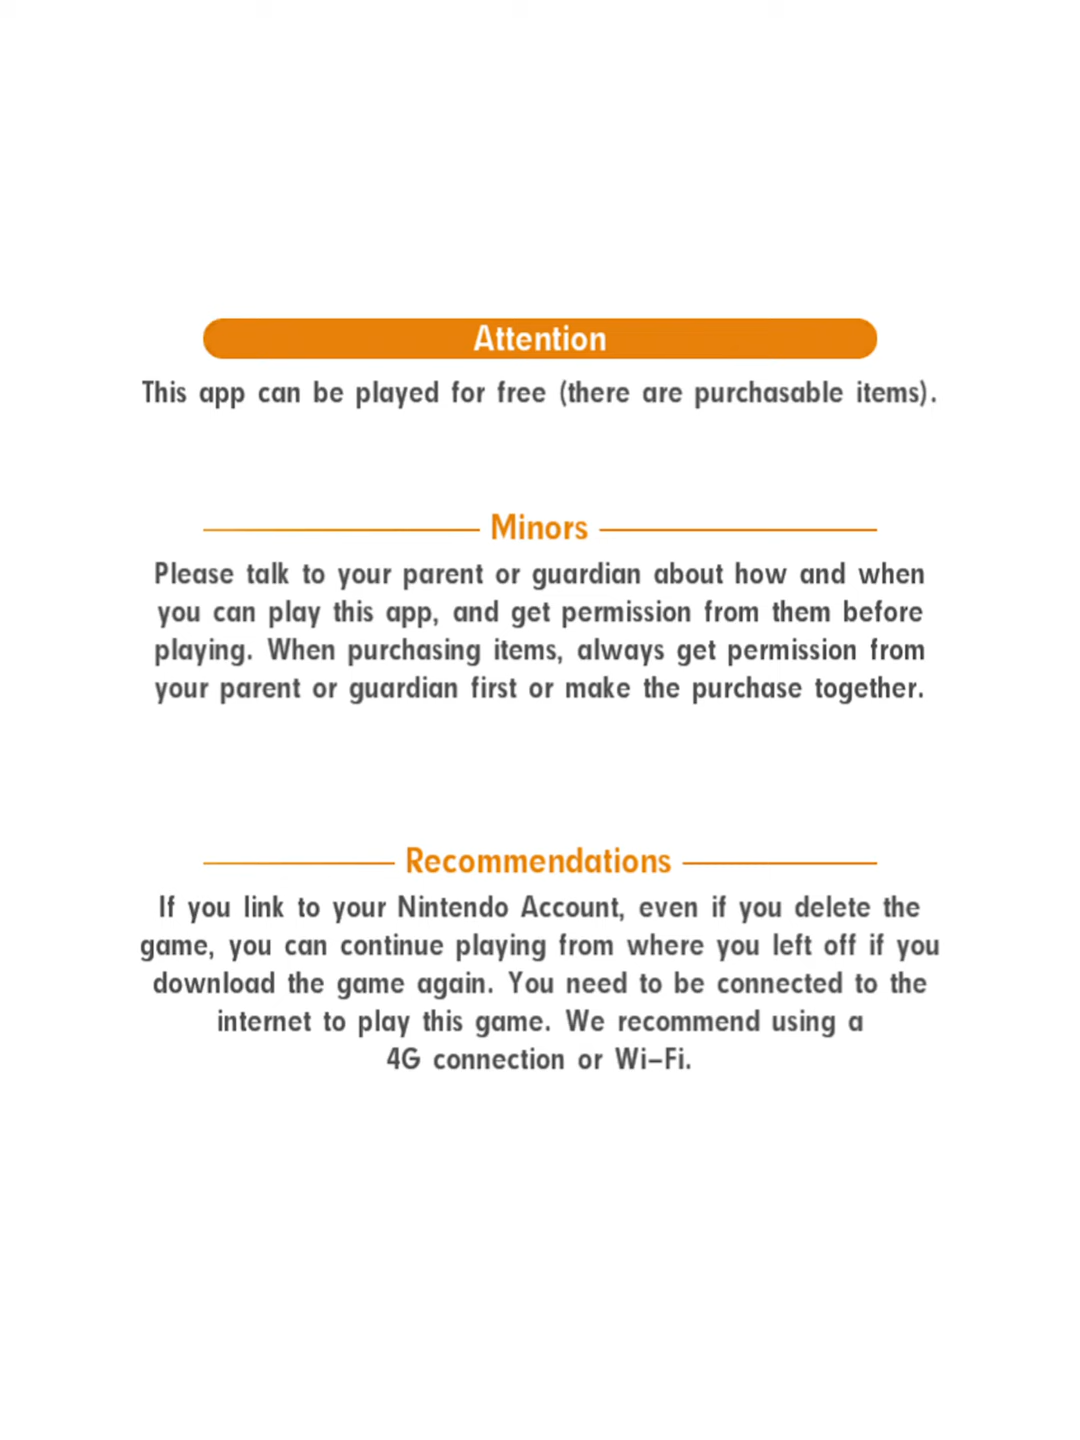 Attention
This app can be played for free (there are purchasable items).
Minors
Please talk to your parent or guardian about how and when
you can play this app, and get permission from them before
playing. When purchasing items, always get permission from
your parent or guardian first or make the purchase together.
Recommendations
If you link to your Nintendo Account, even if you delete the
game, you can continue playing from where you left off if you
download the game again. You need to be connected to the
internet to play this game. We recommend using a
4G connection or Wi-Fi.